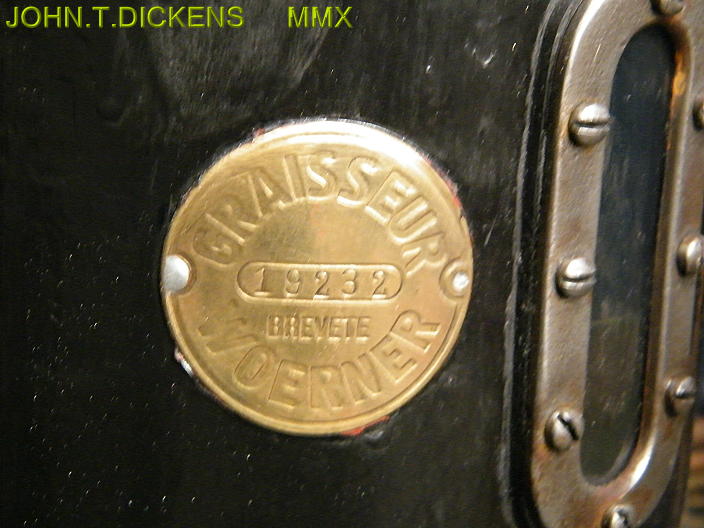 JOHN.T.DICKENS MMX
GRAISSEUR
19232
BREVETE
WOERNER